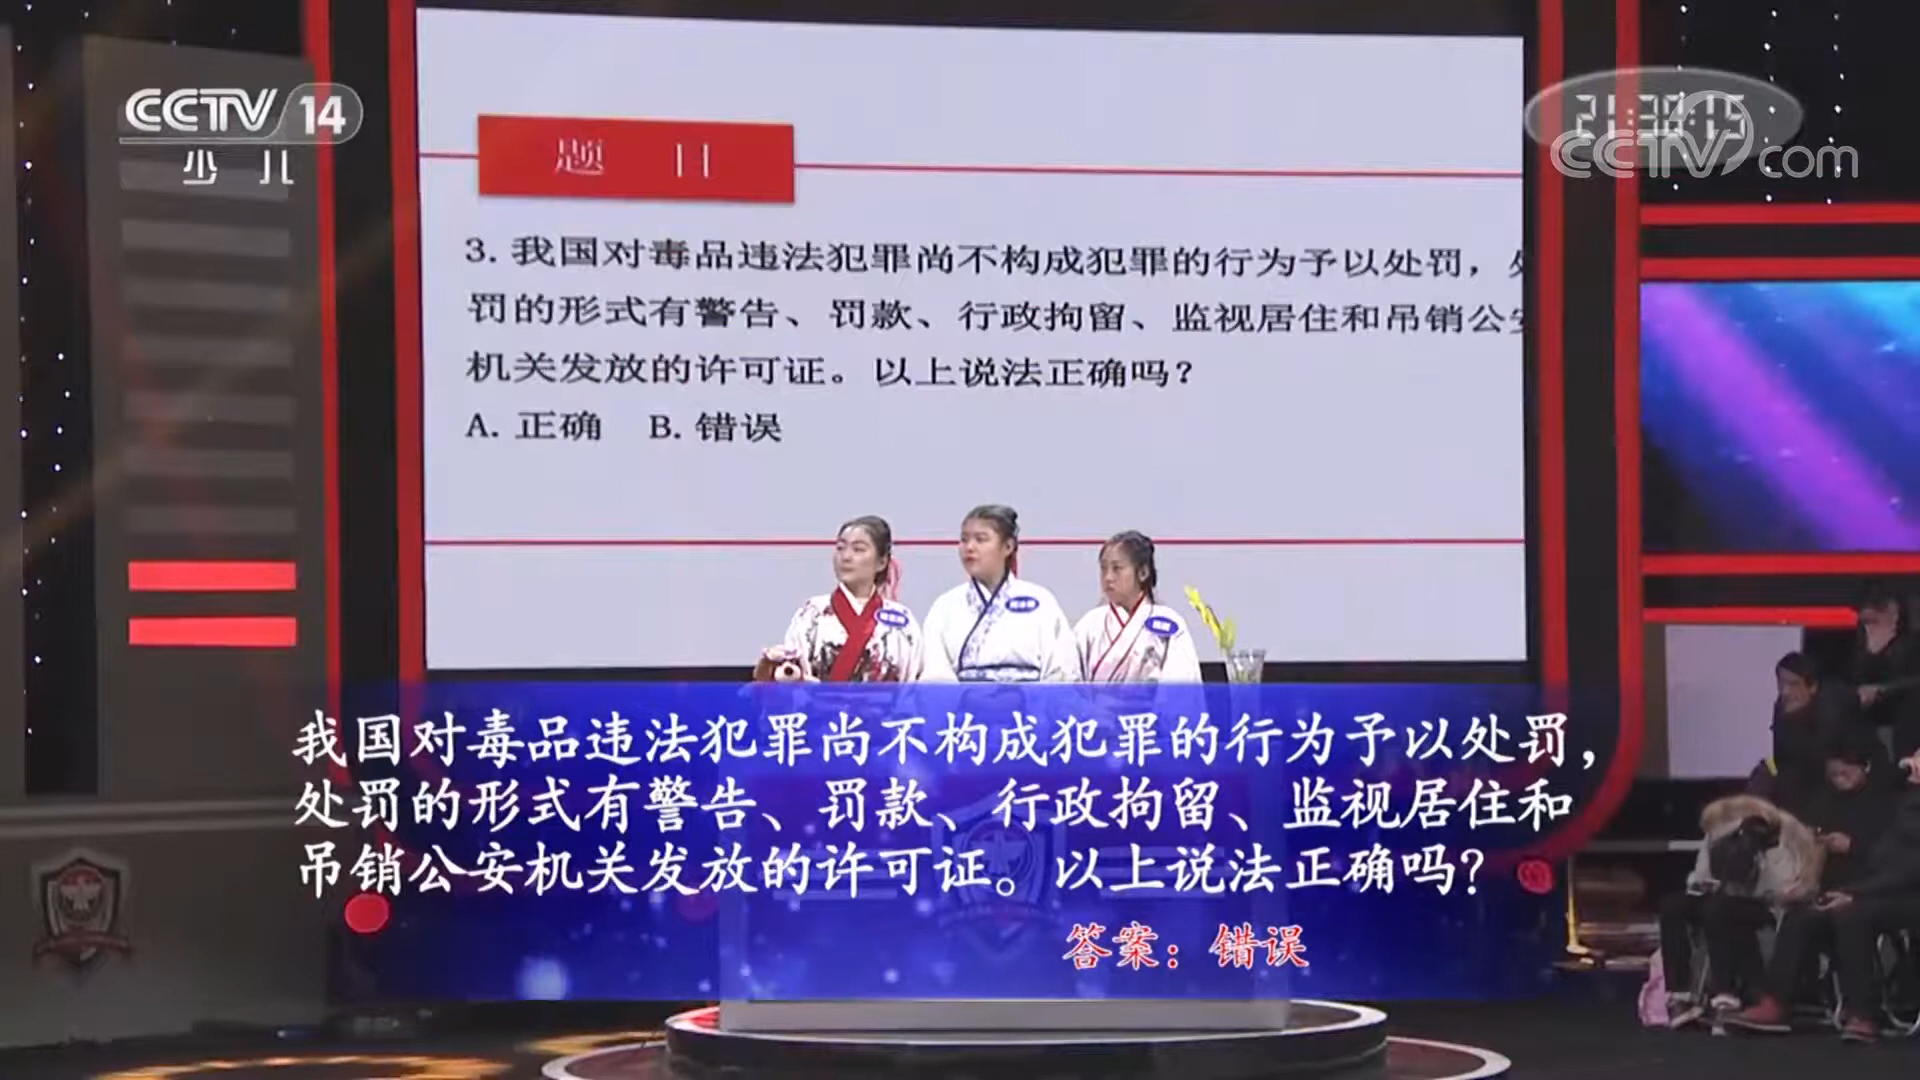 CCTV 14
少儿
21:30:15
CCTV.com
题 目
3. 我国对毒品违法犯罪尚不构成犯罪的行为予以处罚，处
罚的形式有警告、罚款、行政拘留、监视居住和吊销公安
机关发放的许可证。以上说法正确吗？
A. 正确 B. 错误
我国对毒品违法犯罪尚不构成犯罪的行为予以处罚，
处罚的形式有警告、罚款、行政拘留、监视居住和
吊销公安机关发放的许可证。以上说法正确吗？
答案：错误